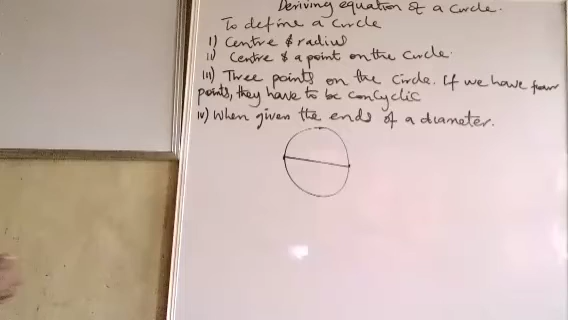 Deriving equation of a circle.
To define a circle
i) Centre & radius
ii) Centre & a point on the circle.
iii) Three points on the circle. If we have four
points, they have to be concyclic
iv) When given the ends of a diameter.